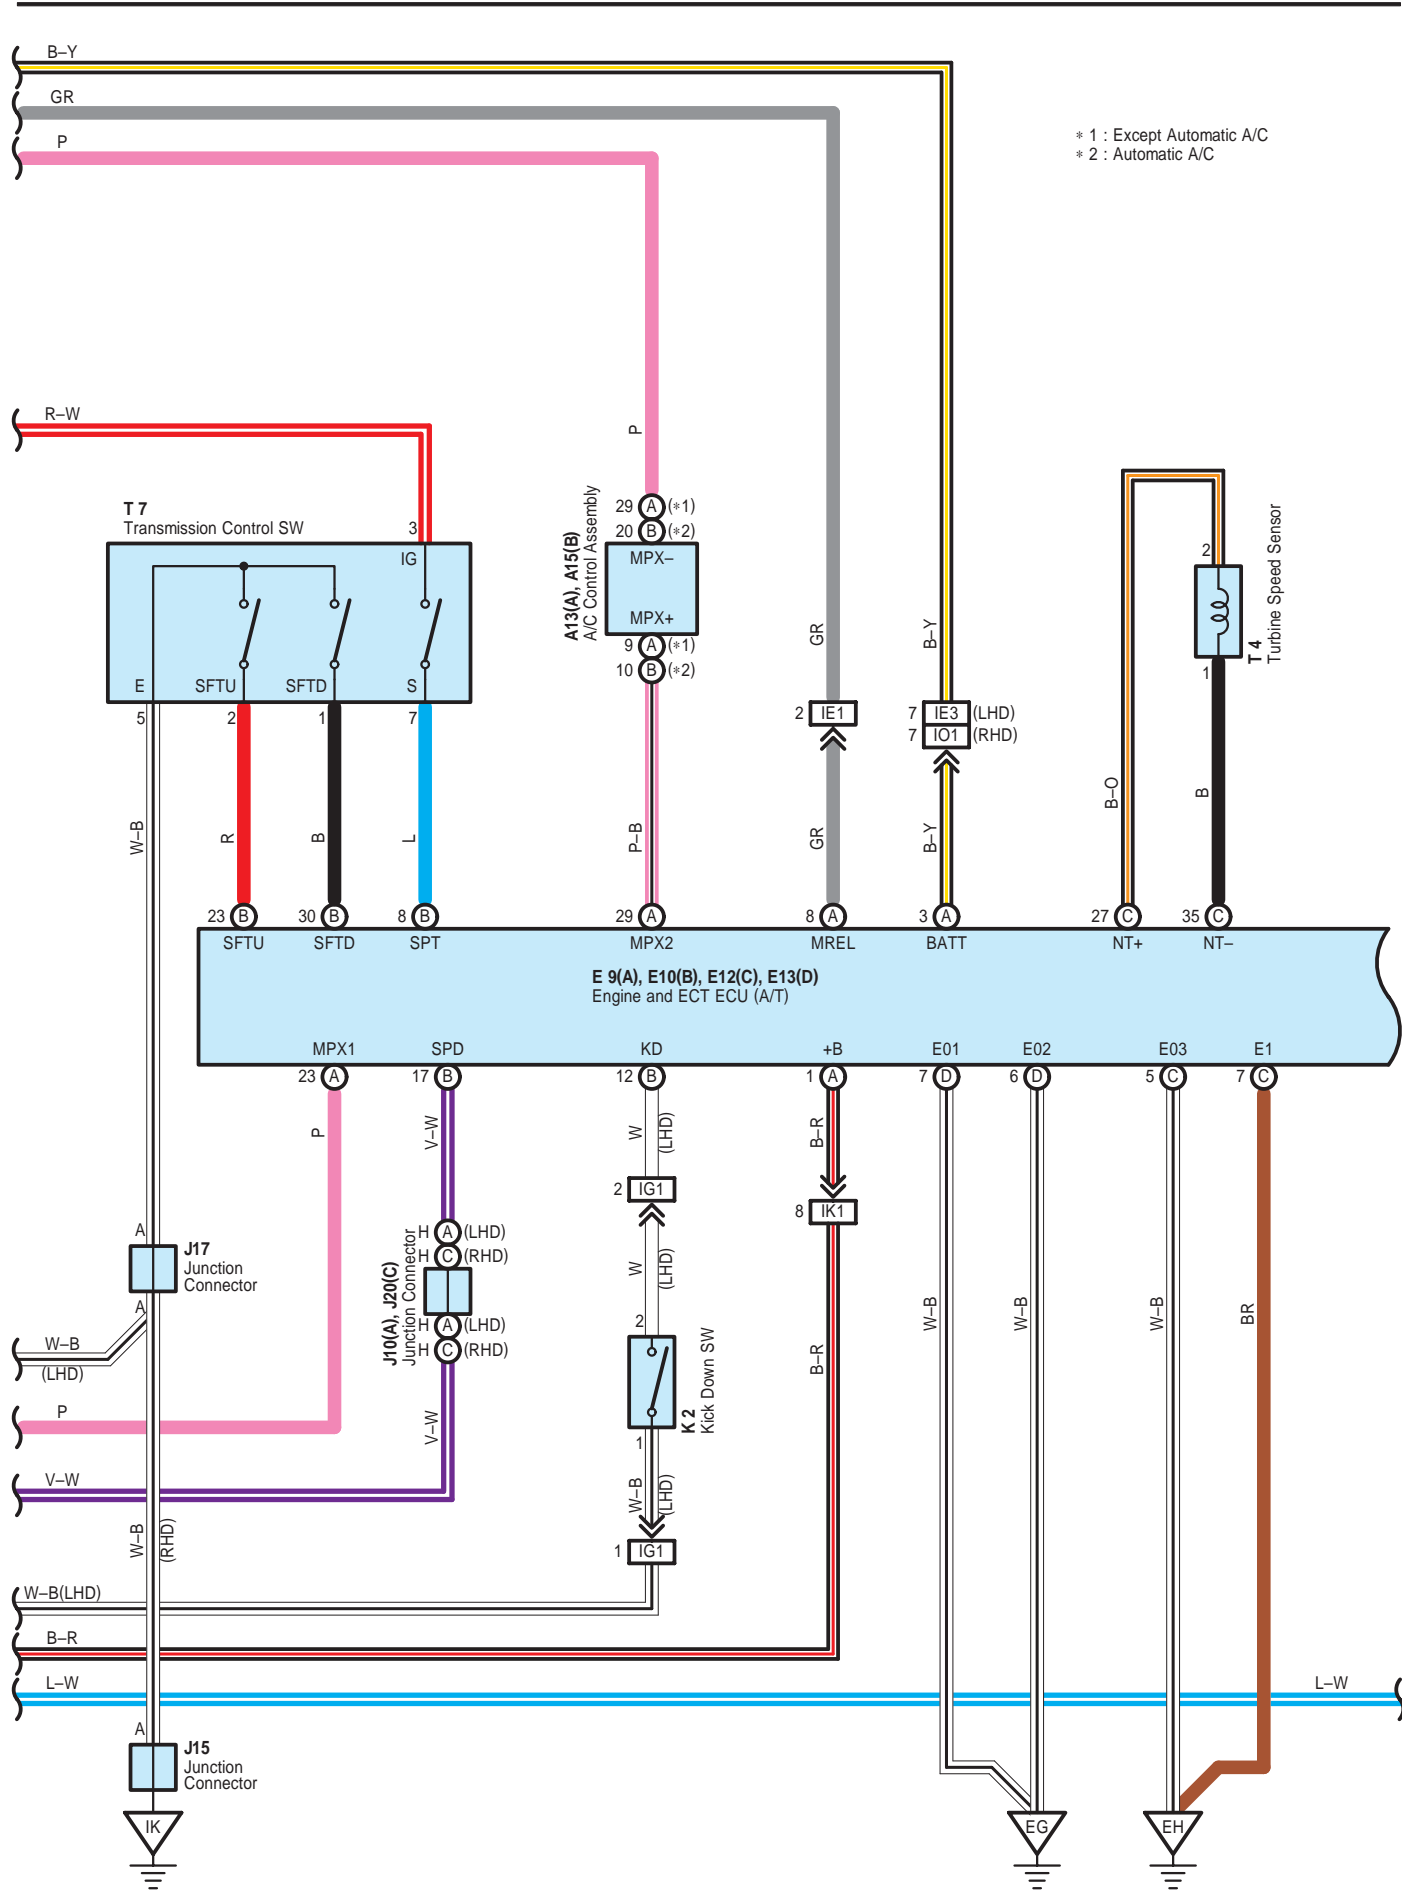 B–Y
GR
P
* 1 : Except Automatic A/C
* 2 : Automatic A/C
R–W
P
T 7
Transmission Control SW
3
IG
E
SFTU
SFTD
S
5
2
1
7
A13(A), A15(B)
A/C Control Assembly
29 A (*1)
20 B (*2)
MPX–
MPX+
9 A (*1)
10 B (*2)
GR
B–Y
2 IE1
7 IE3 (LHD)
7 IO1 (RHD)
2
1
T 4
Turbine Speed Sensor
W–B
R
B
L
P–B
GR
B–Y
B–O
B
23 B
30 B
8 B
29 A
8 A
3 A
27 C
35 C
SFTU
SFTD
SPT
MPX2
MREL
BATT
NT+
NT–
E 9(A), E10(B), E12(C), E13(D)
Engine and ECT ECU (A/T)
MPX1
SPD
KD
+B
E01
E02
E03
E1
23 A
17 B
12 B
1 A
7 D
6 D
5 C
7 C
P
V–W
W
(LHD)
B–R
2 IG1
8 IK1
A
J17
Junction
Connector
A
H A (LHD)
H C (RHD)
J10(A), J20(C)
Junction Connector
H A (LHD)
H C (RHD)
W
(LHD)
2
K 2
Kick Down SW
1
W–B
W–B
W–B
BR
B–R
W–B
(LHD)
P
V–W
V–W
W–B
(LHD)
W–B
(RHD)
1 IG1
W–B(LHD)
B–R
L–W
L–W
A
J15
Junction
Connector
IK
EG
EH